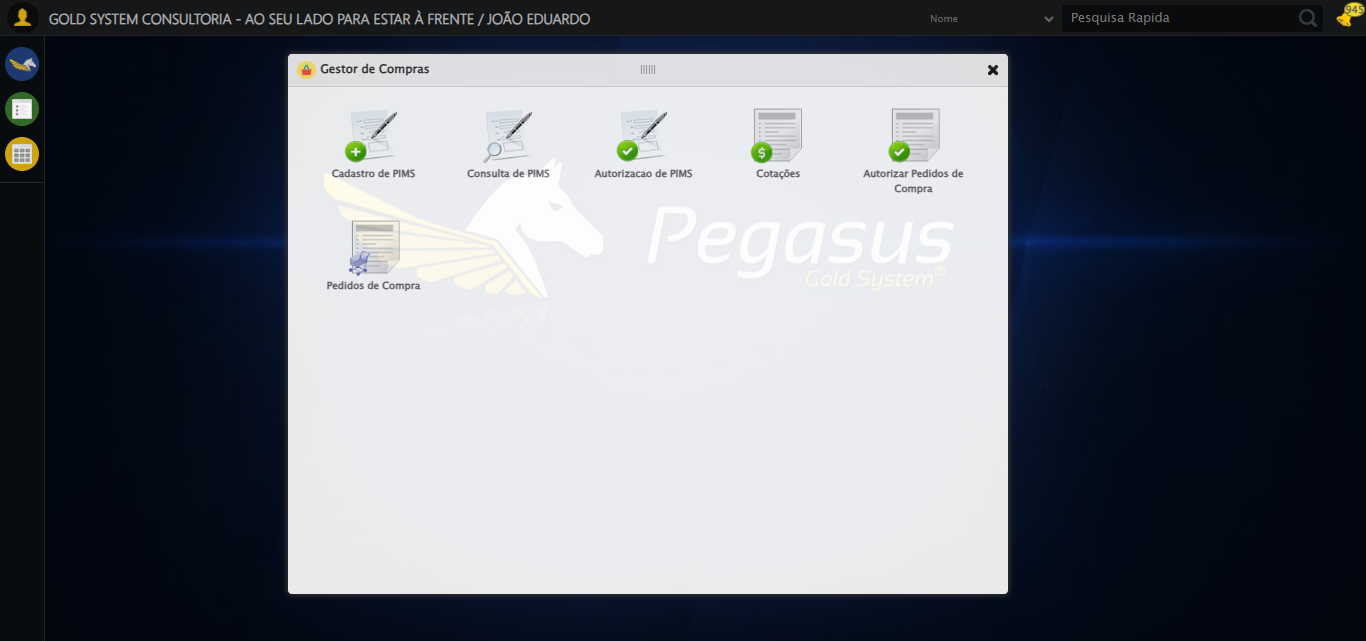 GOLD SYSTEM CONSULTORIA - AO SEU LADO PARA ESTAR À FRENTE / JOÃO EDUARDO
Nome
Pesquisa Rapida
945
Gestor de Compras
Cadastro de PIMS
Consulta de PIMS
Autorizacao de PIMS
Cotações
Autorizar Pedidos de
Compra
Pedidos de Compra
Pegasus
Gold System®